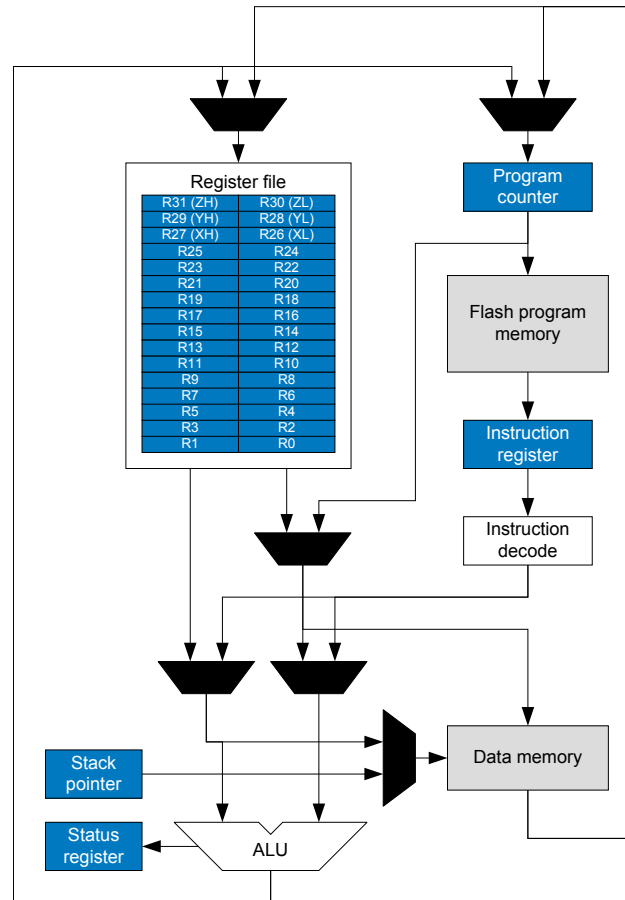 Register file
R31 (ZH) R30 (ZL)
R29 (YH) R28 (YL)
R27 (XH) R26 (XL)
R25 R24
R23 R22
R21 R20
R19 R18
R17 R16
R15 R14
R13 R12
R11 R10
R9 R8
R7 R6
R5 R4
R3 R2
R1 R0
Program
counter
Flash program
memory
Instruction
register
Instruction
decode
Stack
pointer
Data memory
Status
register
ALU